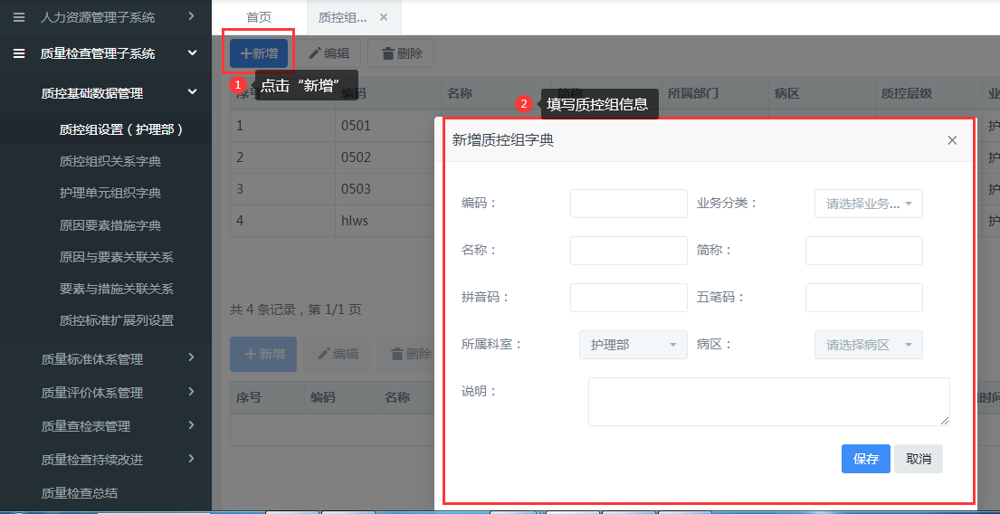 人力资源管理子系统
质量检查管理子系统
质控基础数据管理
质控组设置（护理部）
质控组织关系字典
护理单元组织字典
原因要素措施字典
原因与要素关联关系
要素与措施关联关系
质控标准扩展列设置
质量标准体系管理
质量评价体系管理
质量查检表管理
质量检查持续改进
质量检查总结
首页 质控组... ×
+新增 编辑 删除
1 点击“新增”
序号 编码 名称 简称 所属部门 病区 质控层级 业
2 填写质控组信息
1 0501 护
2 0502 护
3 0503 护
4 hlws 护
共 4 条记录，第 1/1 页
+新增 编辑 删除
序号 编码 名称 时间
新增质控组字典 ×
编码： 业务分类： 请选择业务...
名称： 简称：
拼音码： 五笔码：
所属科室： 护理部 病区： 请选择病区
说明：
保存 取消